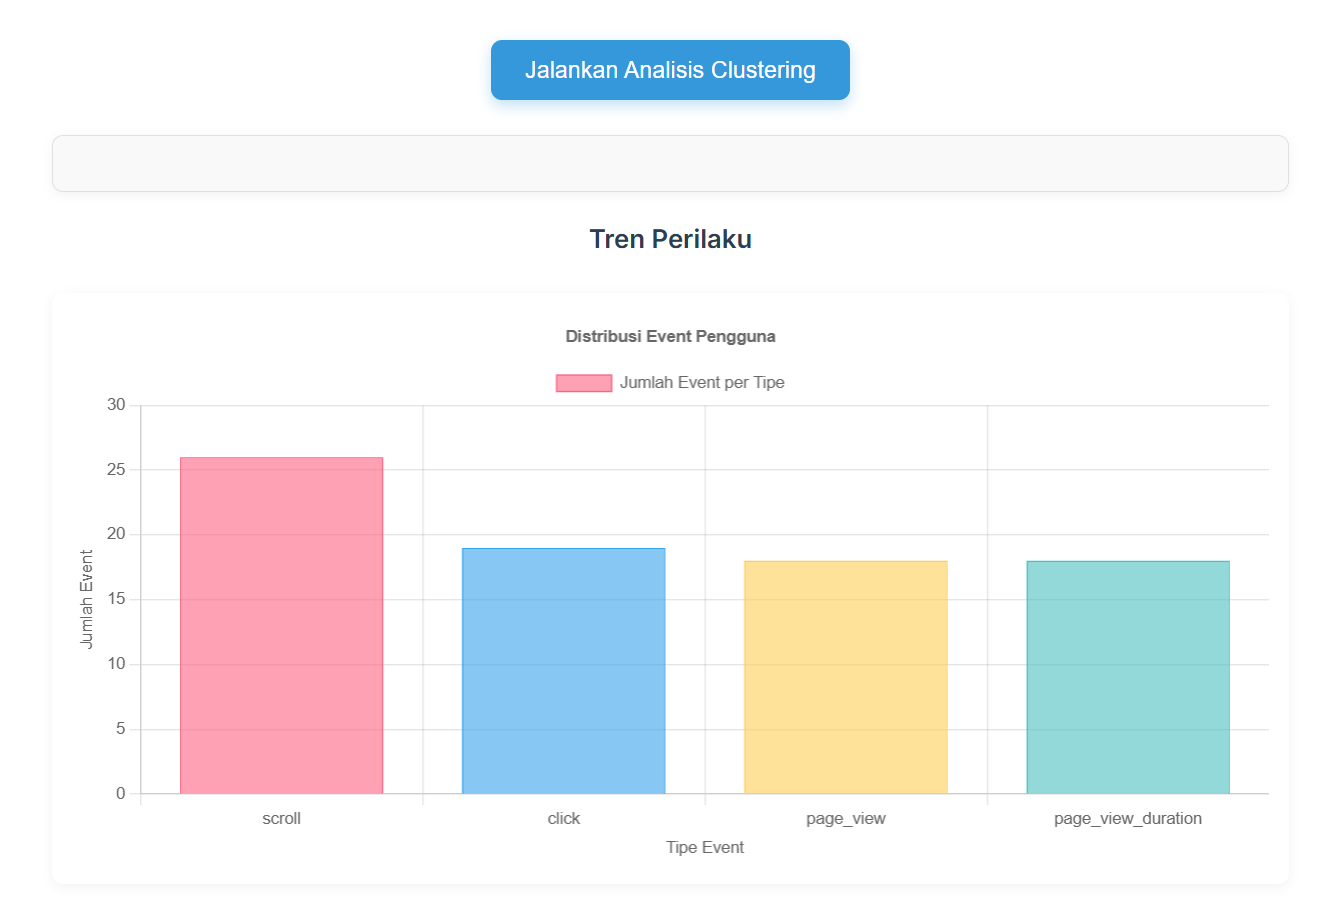 Jalankan Analisis Clustering
Tren Perilaku
Distribusi Event Pengguna
Jumlah Event per Tipe
Jumlah Event
30
25
20
15
10
5
0
scroll
click
page_view
page_view_duration
Tipe Event